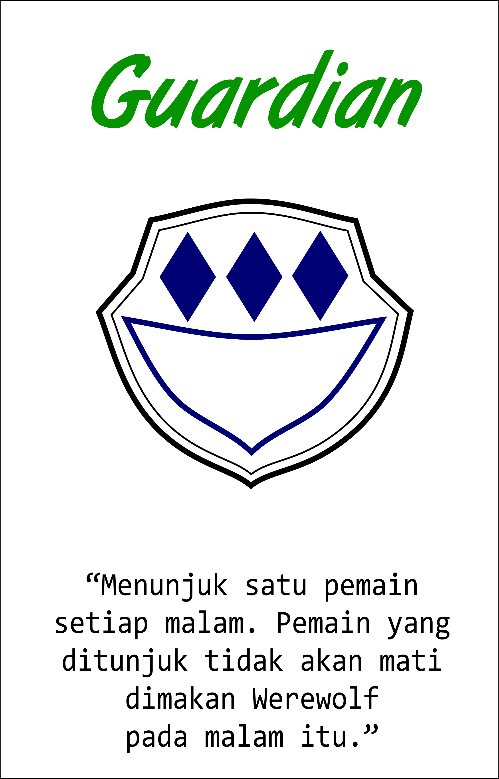 Guardian
“Menunjuk satu pemain
setiap malam. Pemain yang
ditunjuk tidak akan mati
dimakan Werewolf
pada malam itu.”